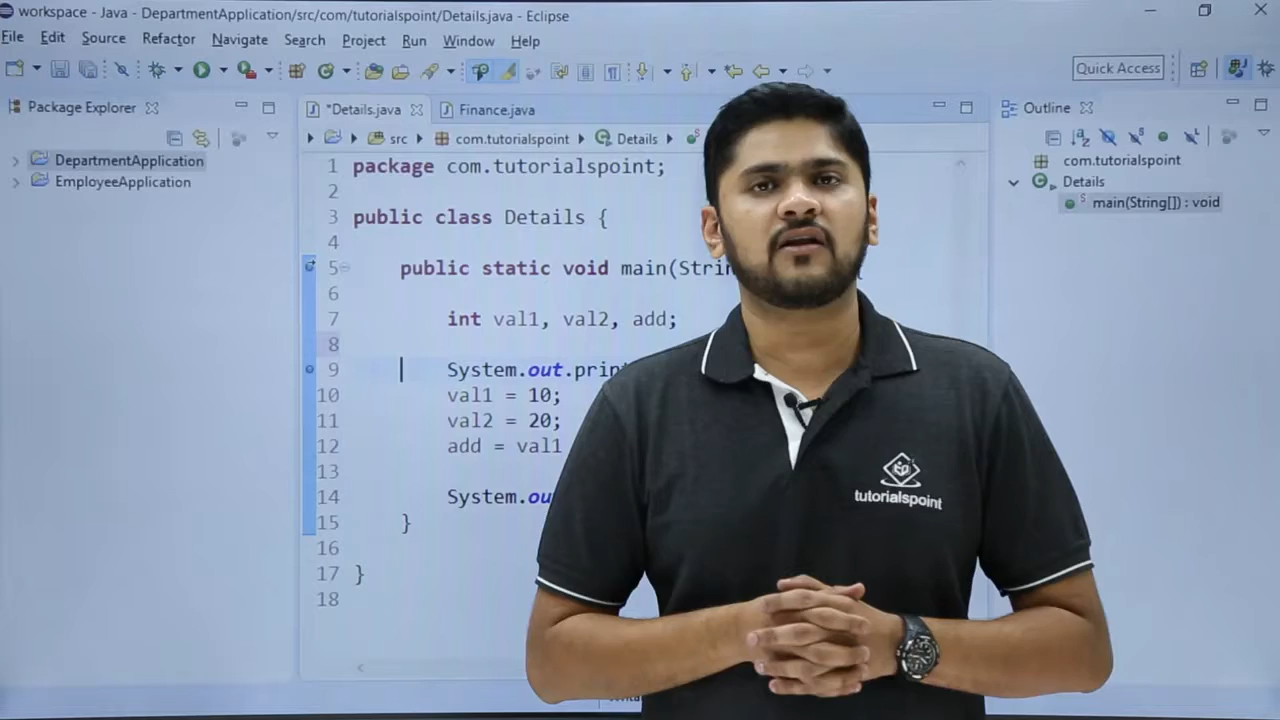 workspace - Java - DepartmentApplication/src/com/tutorialspoint/Details.java - Eclipse
File Edit Source Refactor Navigate Search Project Run Window Help
Quick Access
Package Explorer
*Details.java
Finance.java
Outline
src
com.tutorialspoint
Details
DepartmentApplication
EmployeeApplication
1 package com.tutorialspoint;
2
3 public class Details {
4
5 public static void main(Strin
6
7 int val1, val2, add;
8
9 System.out.prin
10 val1 = 10;
11 val2 = 20;
12 add = val1
13
14 System.ou
15 }
16
17 }
18
com.tutorialspoint
Details
main(String[]) : void
tutorialspoint